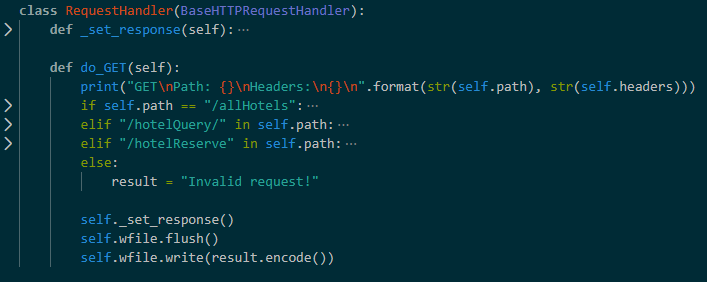 class RequestHandler(BaseHTTPRequestHandler):
    def _set_response(self):···

    def do_GET(self):
        print("GET\nPath: {}\nHeaders:\n{}\n".format(str(self.path), str(self.headers)))
        if self.path == "/allHotels":···
        elif "/hotelQuery/" in self.path:···
        elif "/hotelReserve" in self.path:···
        else:
            result = "Invalid request!"

        self._set_response()
        self.wfile.flush()
        self.wfile.write(result.encode())